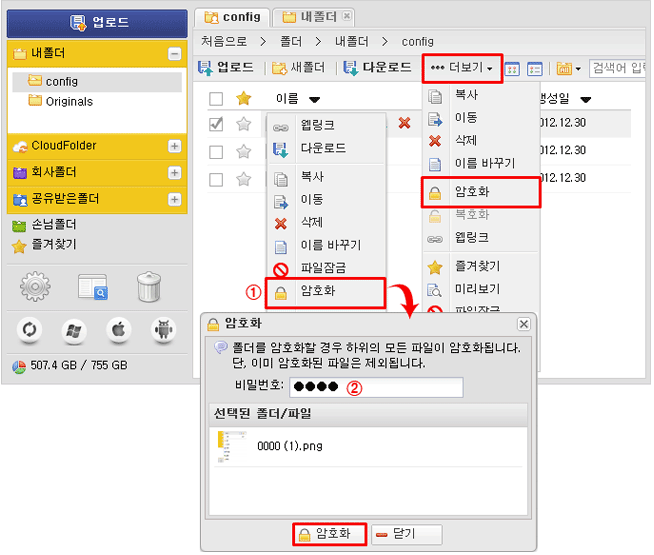 업로드
내폴더
config
Originals
CloudFolder
회사폴더
공유받은폴더
손님폴더
즐겨찾기
507.4 GB / 755 GB
config
내폴더
처음으로 > 폴더 > 내폴더 > config
업로드 새폴더 다운로드 ••• 더보기 검색어 입
이름
생성일
2012.12.30
012.12.30
012.12.30
웹링크
다운로드
복사
이동
삭제
이름 바꾸기
파일잠금
① 암호화
복사
이동
삭제
이름 바꾸기
암호화
복호화
웹링크
즐겨찾기
미리보기
파일잠금
암호화
폴더를 암호화할 경우 하위의 모든 파일이 암호화됩니다.
단, 이미 암호화된 파일은 제외됩니다.
비밀번호: ●●●● ②
선택된 폴더/파일
0000 (1).png
암호화 닫기